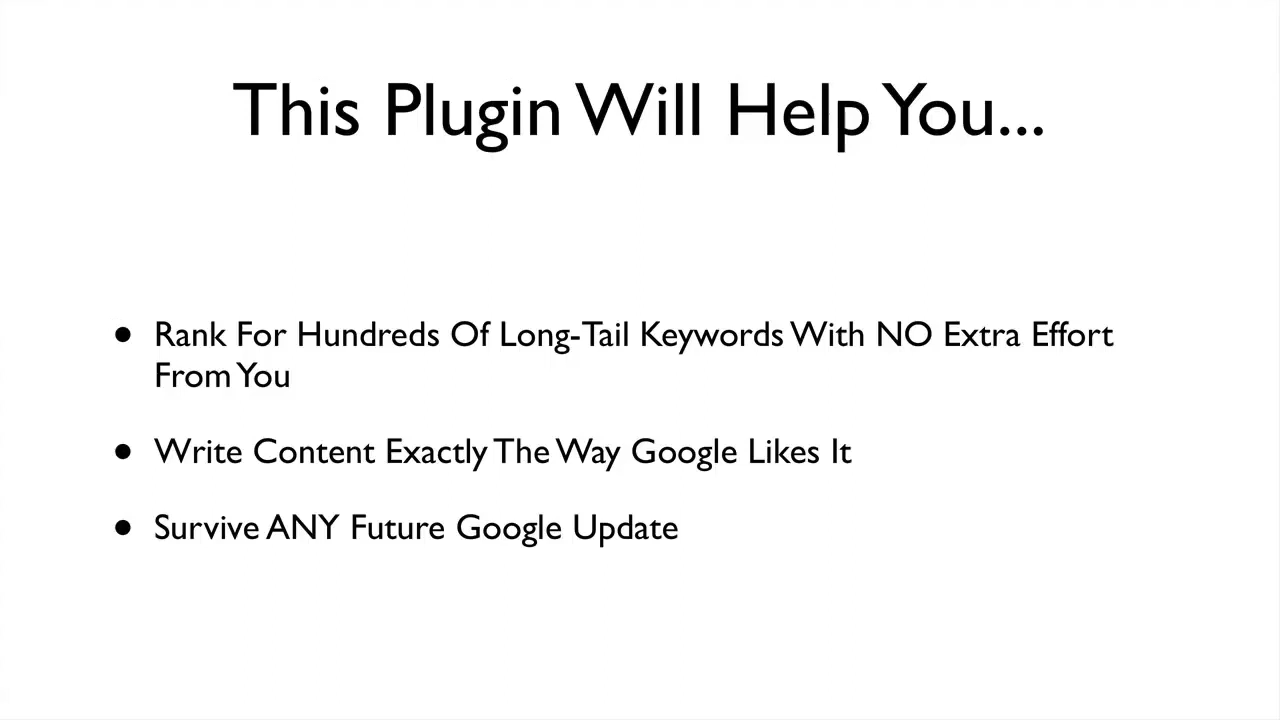 This Plugin Will Help You...
• Rank For Hundreds Of Long-Tail Keywords With NO Extra Effort
From You
• Write Content Exactly The Way Google Likes It
• Survive ANY Future Google Update